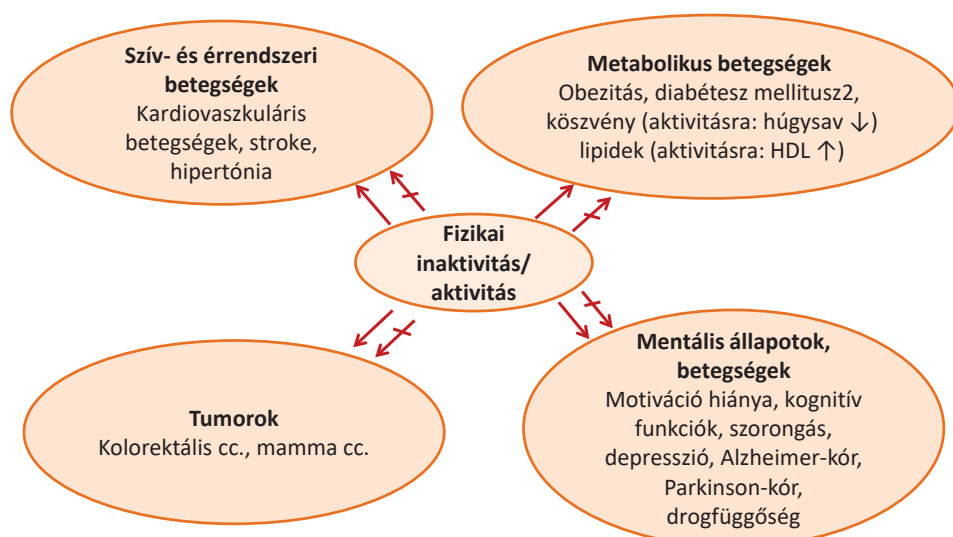 Szív- és érrendszeri
betegségek
Kardiovaszkuláris
betegségek, stroke,
hipertónia
Metabolikus betegségek
Obezitás, diabétesz mellitusz2,
köszvény (aktivitásra: húgysav ↓)
lipidek (aktivitásra: HDL ↑)
Fizikai
inaktivitás/
aktivitás
Tumorok
Kolorektális cc., mamma cc.
Mentális állapotok,
betegségek
Motiváció hiánya, kognitív
funkciók, szorongás,
depresszió, Alzheimer-kór,
Parkinson-kór,
drogfüggőség